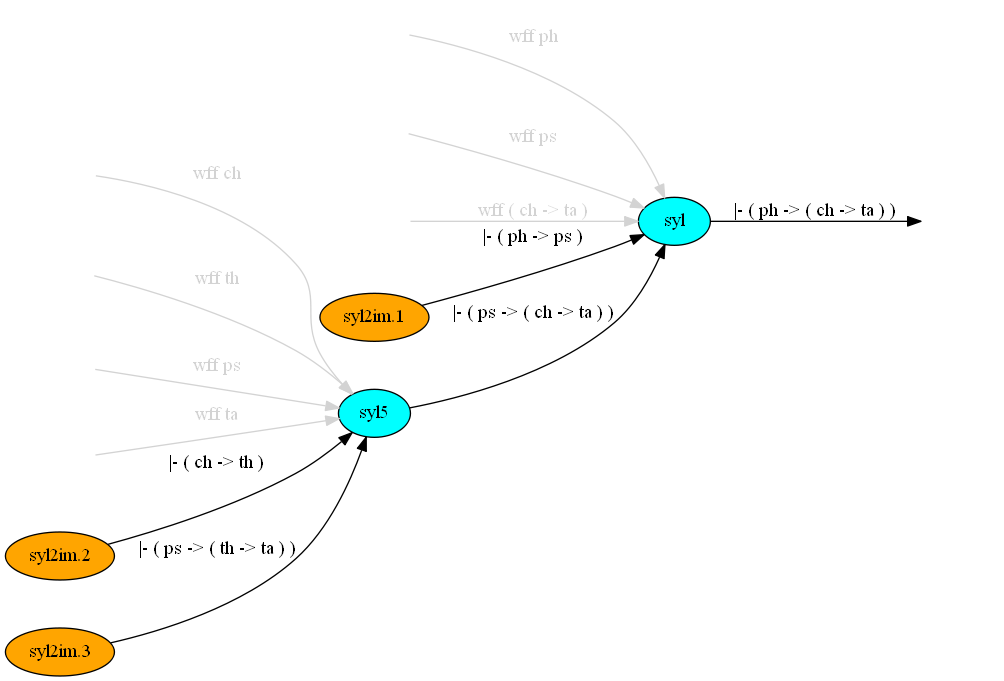 wff ph
wff ps
wff ch
wff ( ch -> ta )
syl
|- ( ph -> ( ch -> ta ) )
|- ( ph -> ps )
wff th
syl2im.1
|- ( ps -> ( ch -> ta ) )
wff ps
wff ta
syl5
|- ( ch -> th )
syl2im.2
|- ( ps -> ( th -> ta ) )
syl2im.3